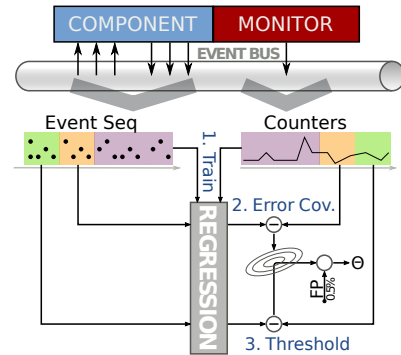 COMPONENT MONITOR
EVENT BUS
Event Seq Counters
1. Train
REGRESSION
2. Error Cov.
Θ
FP
0.5%
3. Threshold